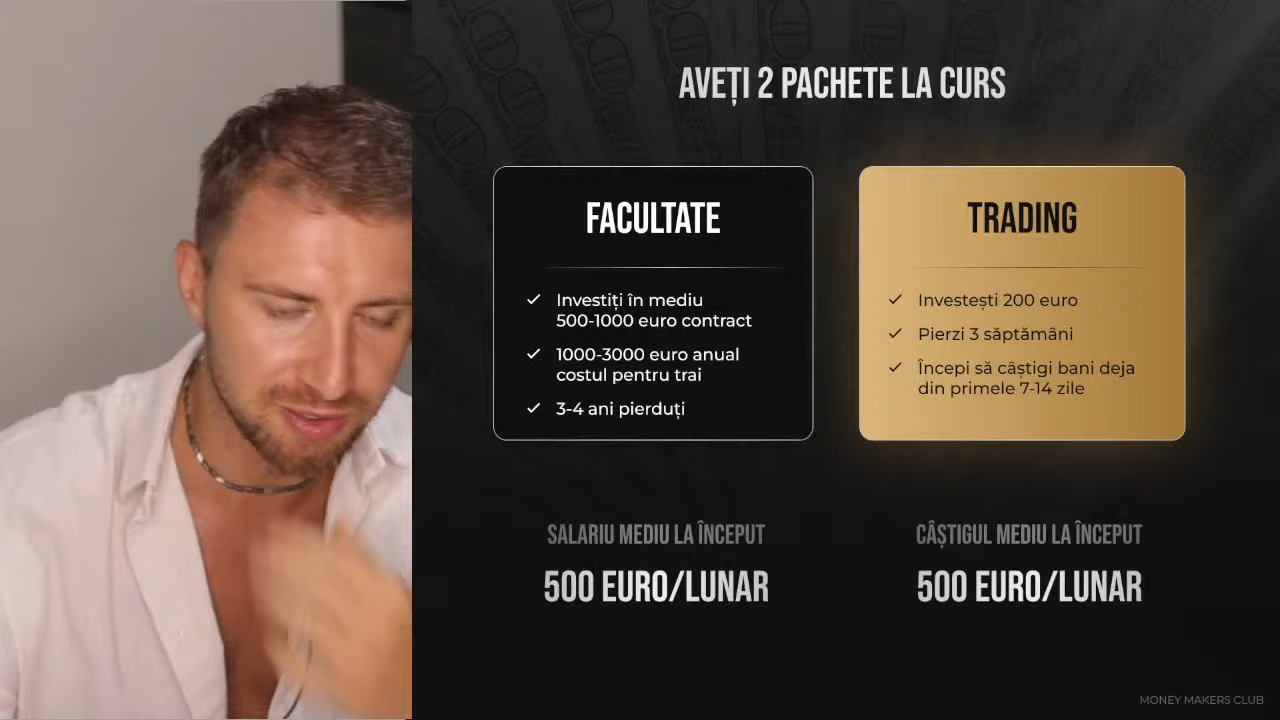 AVEȚI 2 PACHETE LA CURS
FACULTATE
Investiți în mediu
500-1000 euro contract
1000-3000 euro anual
costul pentru trai
3-4 ani pierduți
SALARIU MEDIU LA ÎNCEPUT
500 EURO/LUNAR
TRADING
Investești 200 euro
Pierzi 3 săptămâni
Începi să câștigi bani deja
din primele 7-14 zile
CÂȘTIGUL MEDIU LA ÎNCEPUT
500 EURO/LUNAR
MONEY MAKERS CLUB